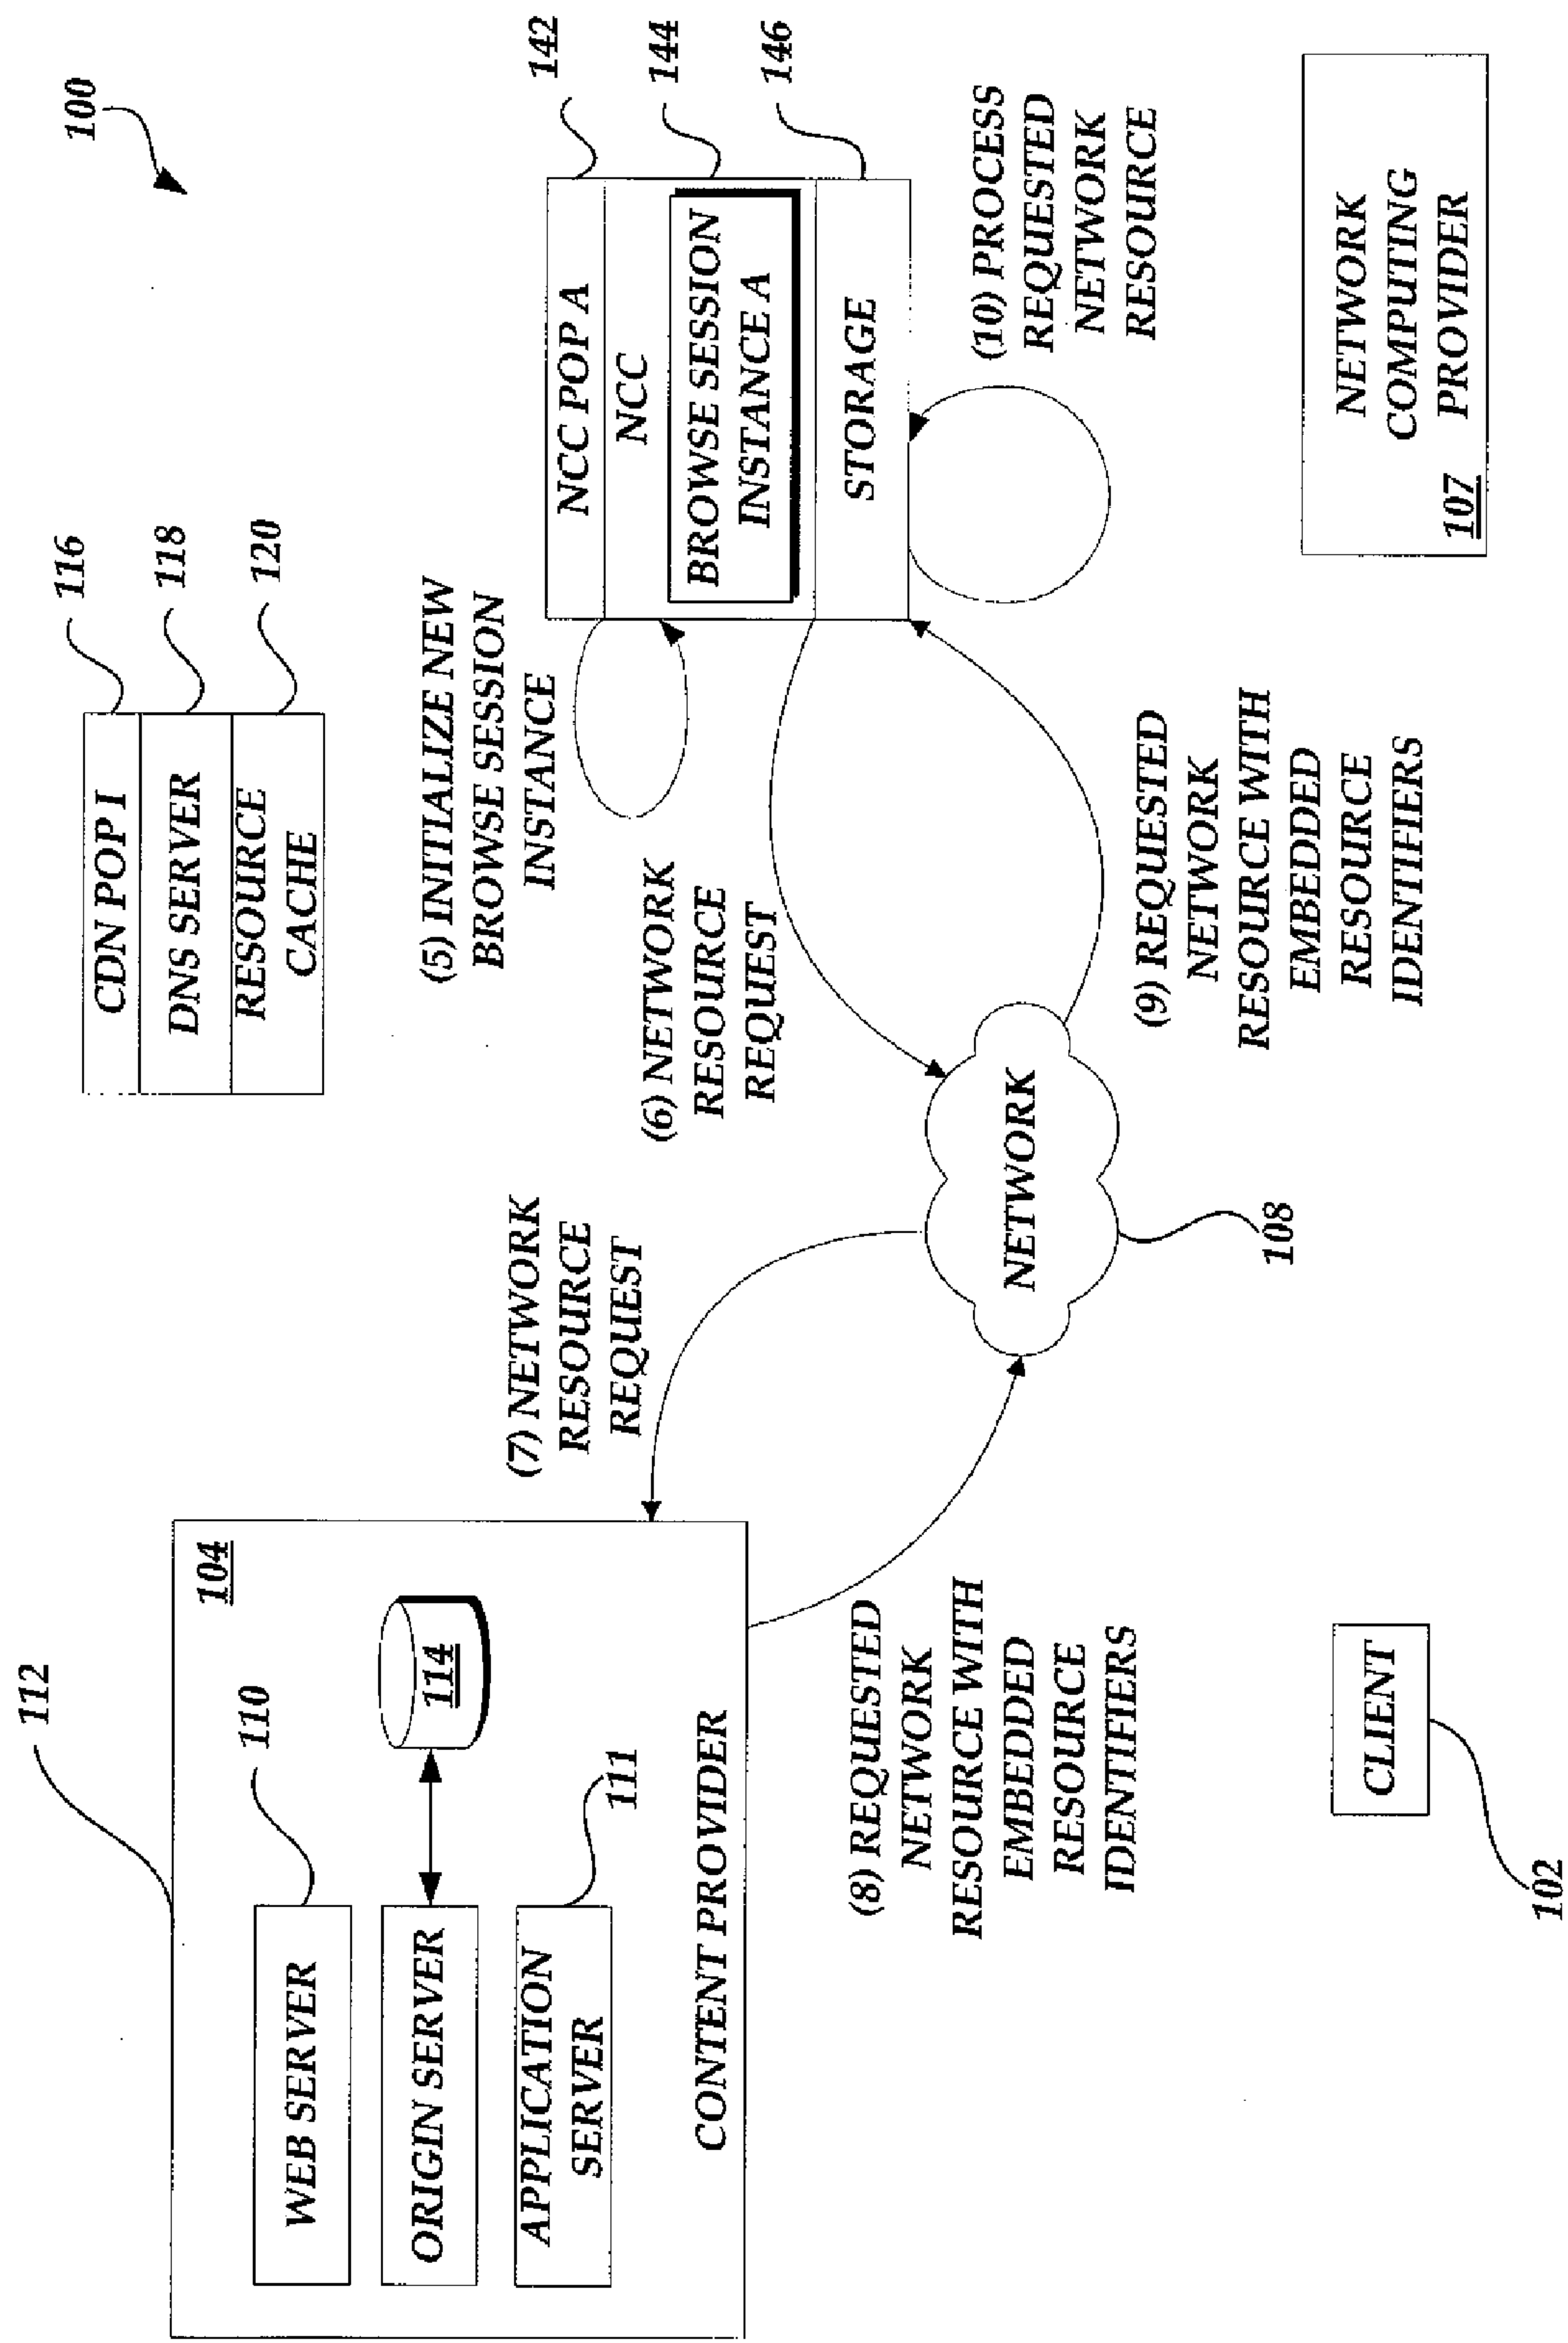 100
112
104
110
WEB SERVER
114
ORIGIN SERVER
111
APPLICATION
SERVER
CONTENT PROVIDER
116
118
120
CDN POP I
DNS SERVER
RESOURCE
CACHE
142
144
146
NCC POP A
NCC
BROWSE SESSION
INSTANCE A
STORAGE
(5) INITIALIZE NEW
BROWSE SESSION
INSTANCE
(6) NETWORK
RESOURCE
REQUEST
(7) NETWORK
RESOURCE
REQUEST
(8) REQUESTED
NETWORK
RESOURCE WITH
EMBEDDED
RESOURCE
IDENTIFIERS
NETWORK
108
(9) REQUESTED
NETWORK
RESOURCE WITH
EMBEDDED
RESOURCE
IDENTIFIERS
(10) PROCESS
REQUESTED
NETWORK
RESOURCE
CLIENT
102
NETWORK
COMPUTING
PROVIDER
107